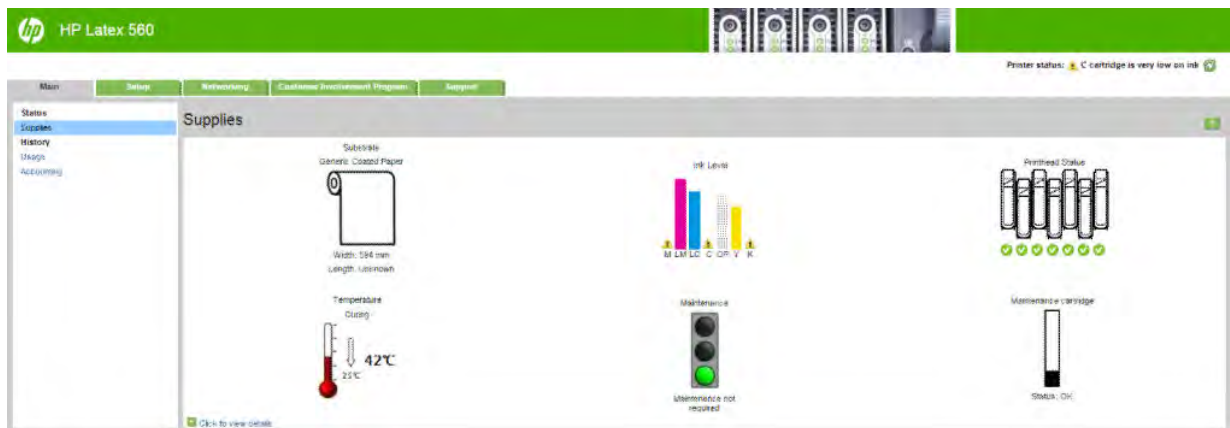 hp HP Latex 560
Printer status: C cartridge is very low on ink
Main Setup Networking Customer Involvement Program Support
Status
Supplies
History
Usage
Accounting
Supplies
Substrate
Generic Coated Paper
Width: 594 mm
Length: Unknown
Ink Level
M LM LC C OP Y K
Printhead Status
Temperature
Curing
42°C
25°C
Maintenance
Maintenance not
required
Maintenance cartridge
Status: OK
Click to view details